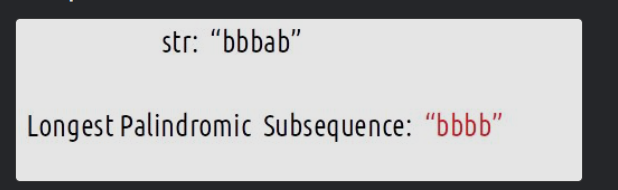 str: “bbbab”
Longest Palindromic Subsequence: “bbbb”